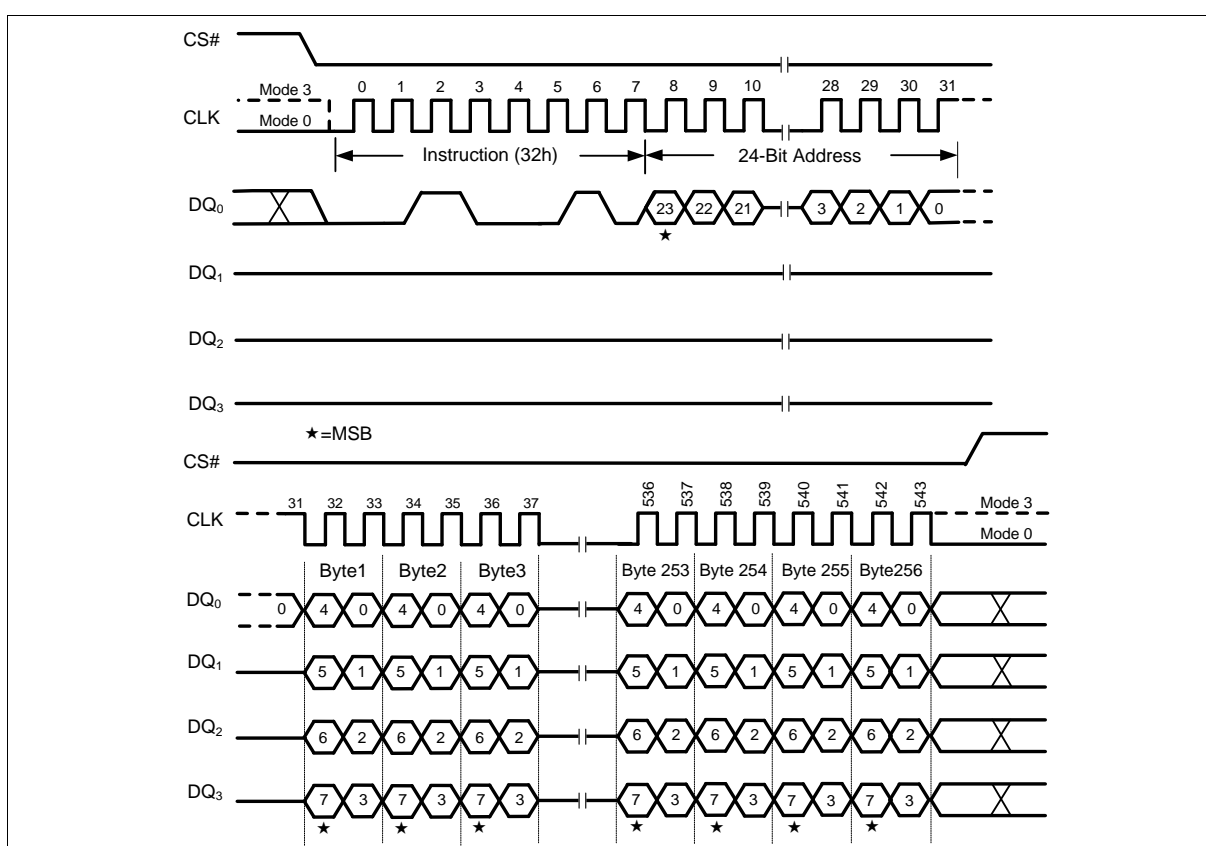 CS#
Mode 3 0 1 2 3 4 5 6 7 8 9 10 28 29 30 31
CLK Mode 0
Instruction (32h) 24-Bit Address
DQ0 23 22 21 3 2 1 0
★
DQ1
DQ2
DQ3
★=MSB
CS#
31 32 33 34 35 36 37 536 537 538 539 540 541 542 543 Mode 3
CLK Mode 0
Byte1 Byte2 Byte3 Byte 253 Byte 254 Byte 255 Byte256
DQ0 0 4 0 4 0 4 0 4 0 4 0 4 0 4 0
DQ1 5 1 5 1 5 1 5 1 5 1 5 1 5 1
DQ2 6 2 6 2 6 2 6 2 6 2 6 2 6 2
DQ3 7 3 7 3 7 3 7 3 7 3 7 3 7 3
★ ★ ★ ★ ★ ★ ★